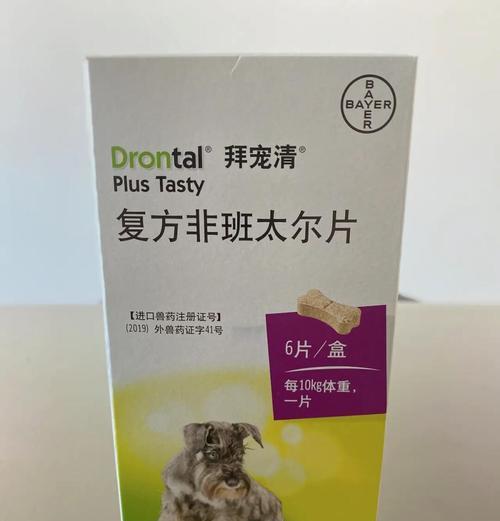 BAYER
BAYER
Drontal® 拜宠清®
Plus Tasty
复方非班太尔片
【进口兽药注册证号】
(2019) 外兽药证字41号
6片/盒
每10kg体重，
一片